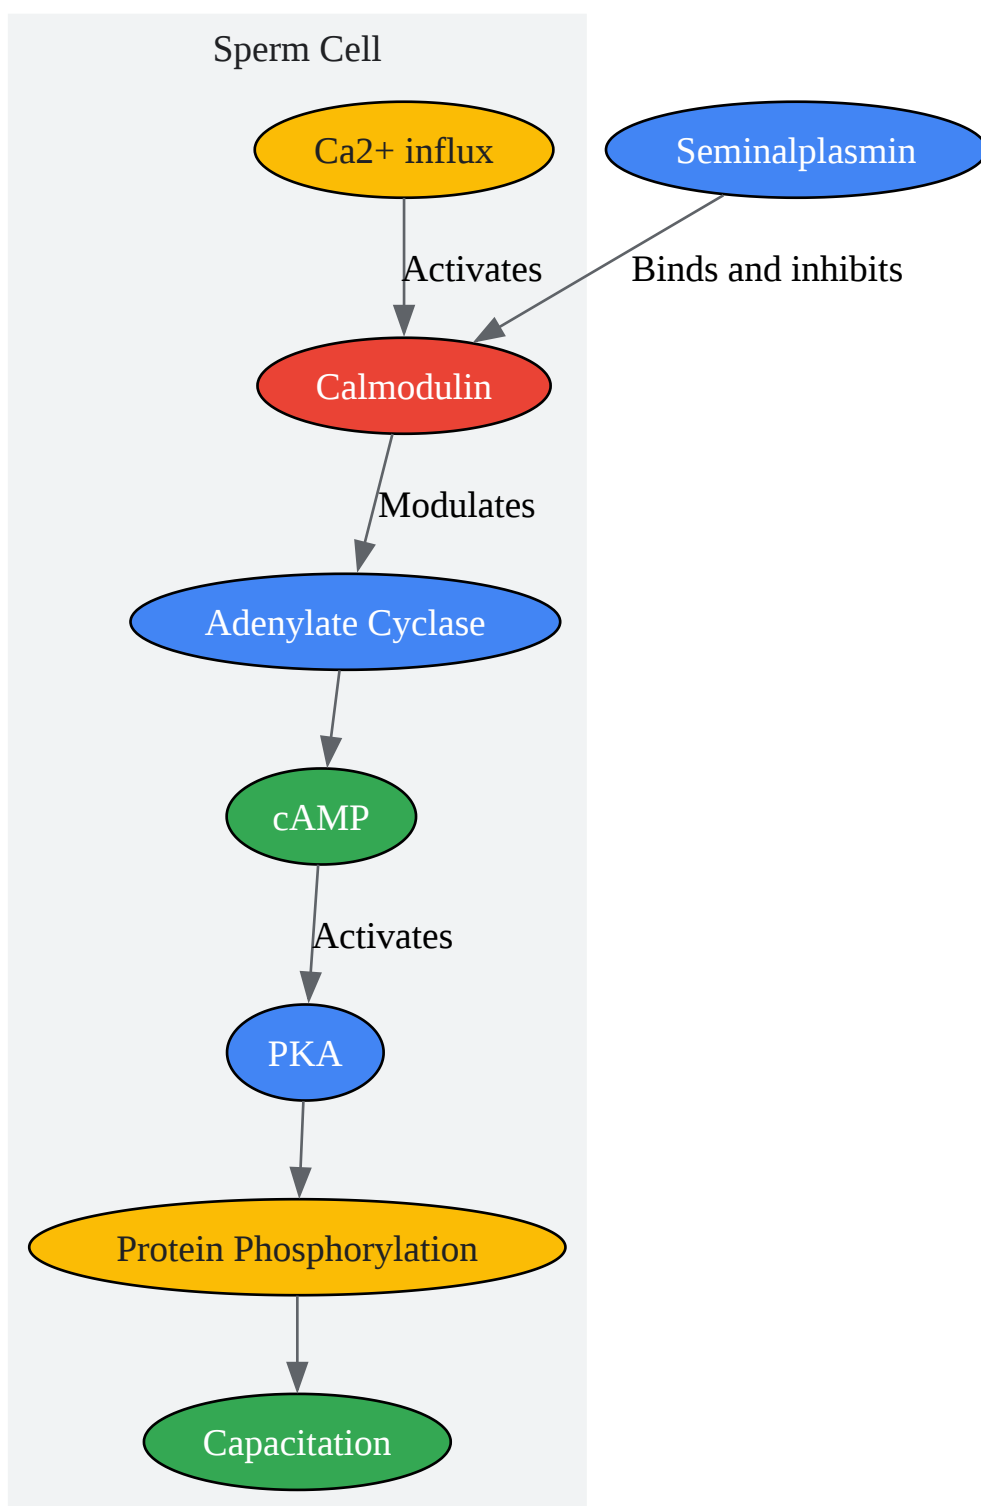 Sperm Cell
Ca2+ influx
Seminalplasmin
Activates
Binds and inhibits
Calmodulin
Modulates
Adenylate Cyclase
cAMP
Activates
PKA
Protein Phosphorylation
Capacitation